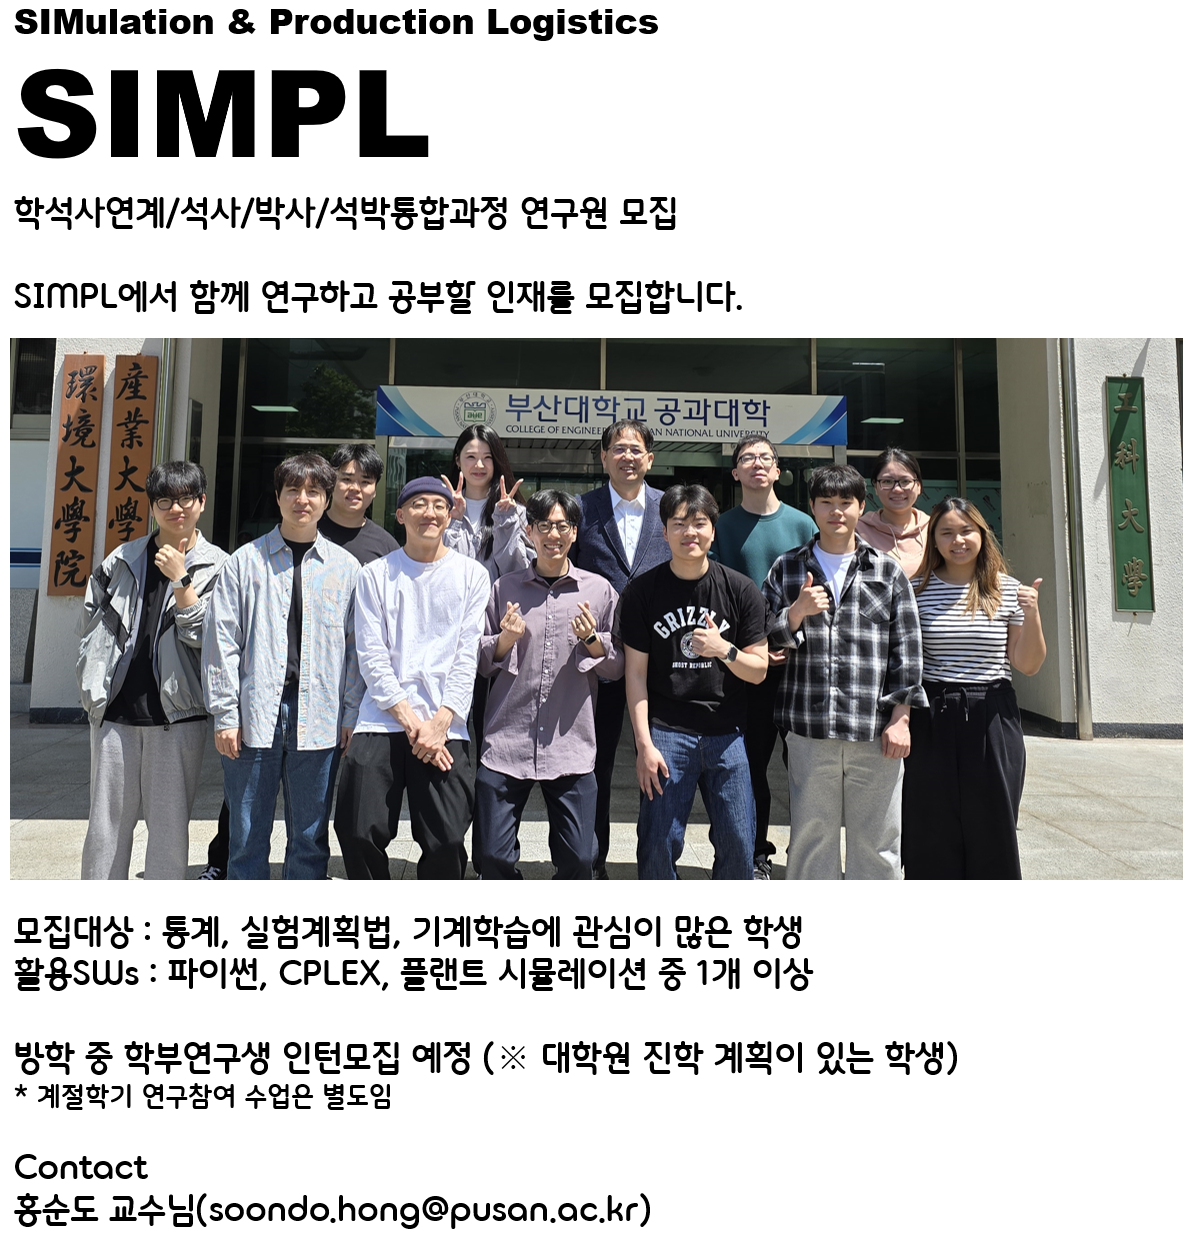 SIMulation & Production Logistics
SIMPL
학석사연계/석사/박사/석박통합과정 연구원 모집
SIMPL에서 함께 연구하고 공부할 인재를 모집합니다.
環境大學院
産業大學
부산대학교 공과대학
COLLEGE OF ENGINEER NATIONAL UNIVERSITY
工科大學
GRIZZLY
GHOST REPUBLIC
모집대상 : 통계, 실험계획법, 기계학습에 관심이 많은 학생
활용SWs : 파이썬, CPLEX, 플랜트 시뮬레이션 중 1개 이상
방학 중 학부연구생 인턴모집 예정 (※ 대학원 진학 계획이 있는 학생)
* 계절학기 연구참여 수업은 별도임
Contact
홍순도 교수님(soondo.hong@pusan.ac.kr)